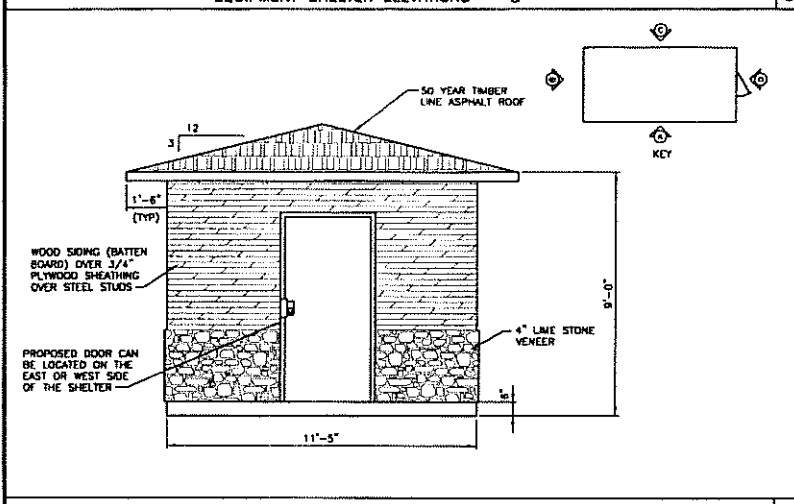 EQUIPMENT SHELTER ELEVATIONS
50 YEAR TIMBER
LINE ASPHALT ROOF
C
B
D
A
KEY
12
3
1'-6"
(TYP)
WOOD SIDING (BATTEN
BOARD) OVER 3/4"
PLYWOOD SHEATHING
OVER STEEL STUDS
9'-0"
4" LIME STONE
VENEER
PROPOSED DOOR CAN
BE LOCATED ON THE
EAST OR WEST SIDE
OF THE SHELTER
6"
11'-5"